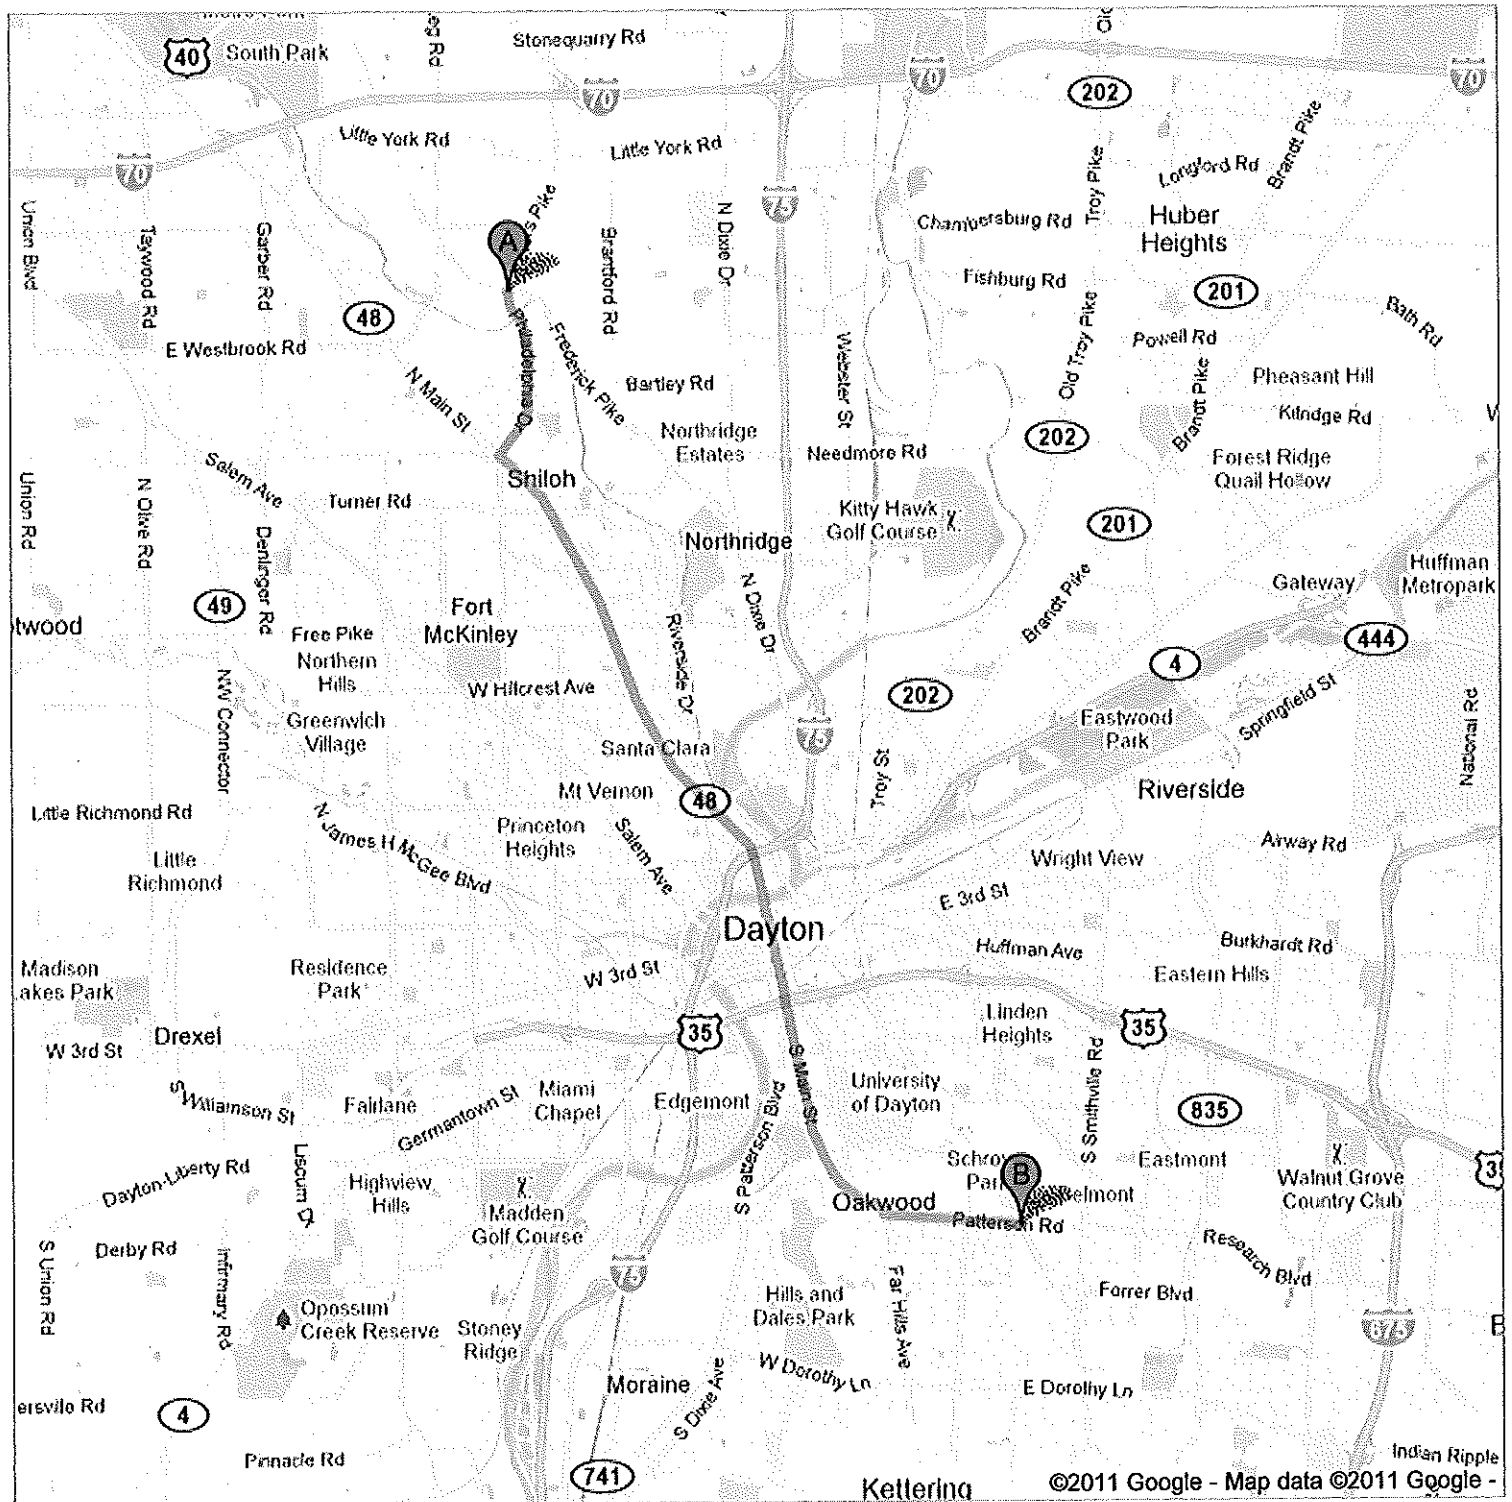 40
South Park
Stonequarry Rd
70
70
70
202
Little York Rd
Little York Rd
Troy Pike
Longford Rd
Brandt Pike
70
75
Union Blvd
Taywood Rd
Garber Rd
A
Brantford Rd
N Dixie Dr
Chambersburg Rd
Huber
Heights
Fishburg Rd
201
48
Philadelphia Dr
Frederick Pike
Webster St
Old Troy Pike
Powell Rd
Bath Rd
E Westbrook Rd
N Main St
Bartley Rd
Brandt Pike
Pheasant Hill
Kitridge Rd
Northridge
Estates
Needmore Rd
202
Forest Ridge
Quail Hollow
Salem Ave
Shiloh
Union Rd
N Olive Rd
Turner Rd
Kitty Hawk
Golf Course
201
Denlinger Rd
Northridge
Huffman
Metropark
Gateway
49
Fort
McKinley
N Dixie Dr
Brandt Pike
444
twood
Free Pike
Riverside Dr
4
Northern
Hills
W Hillcrest Ave
202
Springfield St
National Rd
NW Connector
Greenwich
Village
Santa Clara
75
Eastwood
Park
Troy St
Mt Vernon
48
Riverside
Little Richmond Rd
N James H McGee Blvd
Princeton
Heights
Salem Ave
Airway Rd
Little
Richmond
Wright View
E 3rd St
Dayton
Huffman Ave
Burkhardt Rd
Madison
akes Park
Residence
Park
W 3rd St
Eastern Hills
Linden
Heights
35
35
Drexel
W 3rd St
S Main St
S Smithville Rd
S Williamson St
Fairlane
Germantown St
Miami
Chapel
Edgemont
S Patterson Blvd
University
of Dayton
835
Liscum Dr
Dayton-Liberty Rd
Highview
Hills
B
Eastmont
Walnut Grove
Country Club
Madden
Golf Course
Oakwood
Patterson Rd
Derby Rd
S Union Rd
Infirmary Rd
75
Far Hills Ave
Research Blvd
Forrer Blvd
Hills and
Dales Park
Opossum
Creek Reserve
Stoney
Ridge
675
Moraine
S Dixie Ave
W Dorothy Ln
E Dorothy Ln
ersville Rd
4
Pinnacle Rd
741
Kettering
Indian Ripple
©2011 Google - Map data ©2011 Google -